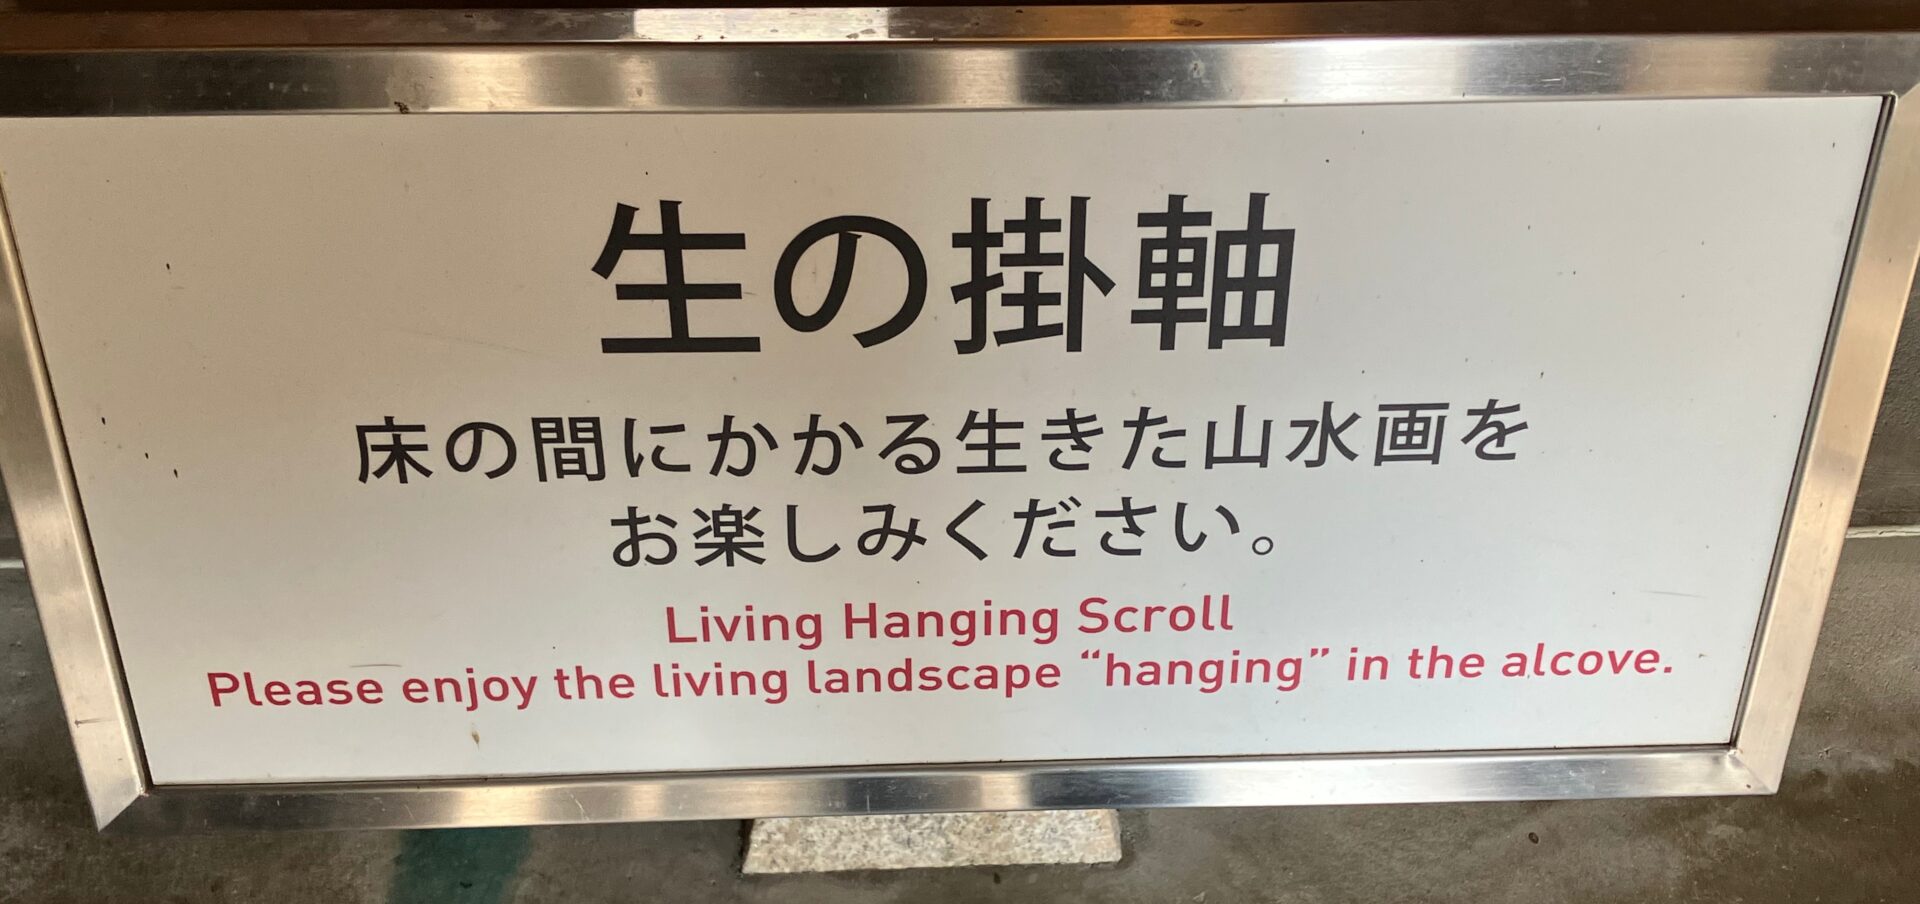 生の掛軸
床の間にかかる生きた山水画を
お楽しみください。
Living Hanging Scroll
Please enjoy the living landscape “hanging” in the alcove.